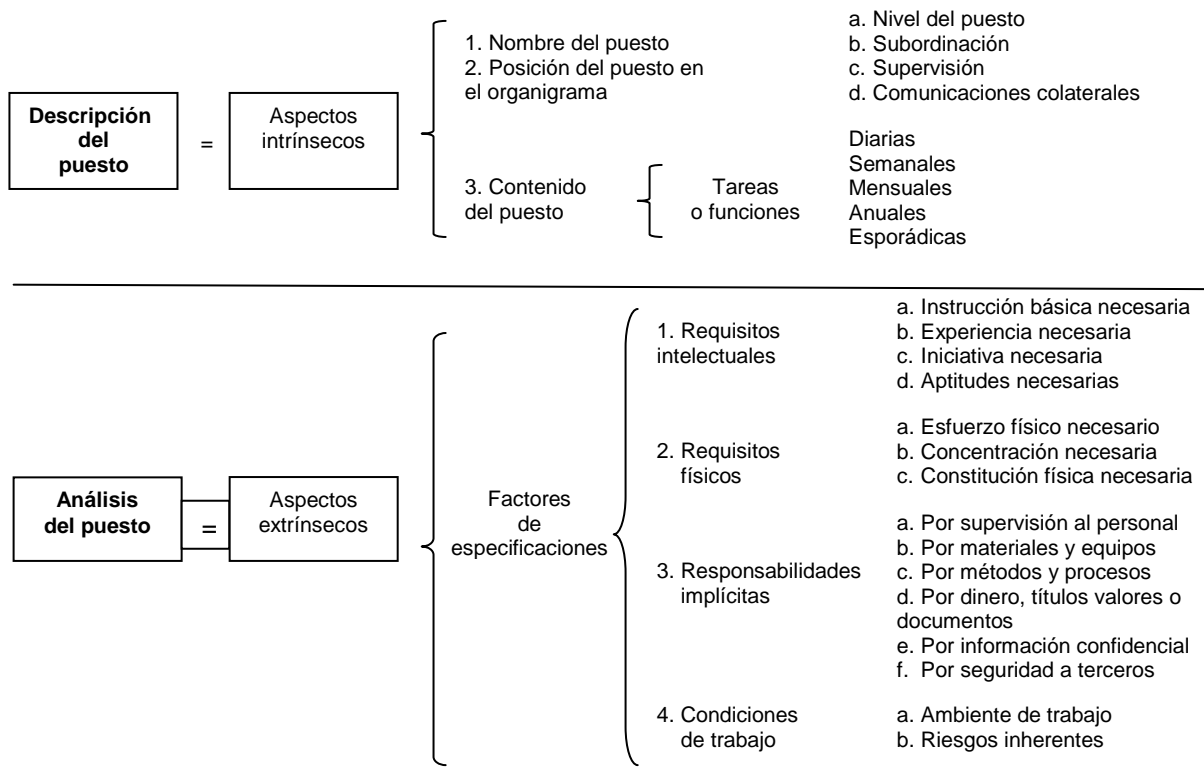 Descripción
del
puesto
=
Aspectos
intrínsecos
1. Nombre del puesto
2. Posición del puesto en
el organigrama
a. Nivel del puesto
b. Subordinación
c. Supervisión
d. Comunicaciones colaterales
3. Contenido
del puesto
Tareas
o funciones
Diarias
Semanales
Mensuales
Anuales
Esporádicas
Análisis
del puesto
=
Aspectos
extrínsecos
Factores
de
especificaciones
1. Requisitos
intelectuales
a. Instrucción básica necesaria
b. Experiencia necesaria
c. Iniciativa necesaria
d. Aptitudes necesarias
2. Requisitos
físicos
a. Esfuerzo físico necesario
b. Concentración necesaria
c. Constitución física necesaria
3. Responsabilidades
implícitas
a. Por supervisión al personal
b. Por materiales y equipos
c. Por métodos y procesos
d. Por dinero, títulos valores o
documentos
e. Por información confidencial
f. Por seguridad a terceros
4. Condiciones
de trabajo
a. Ambiente de trabajo
b. Riesgos inherentes